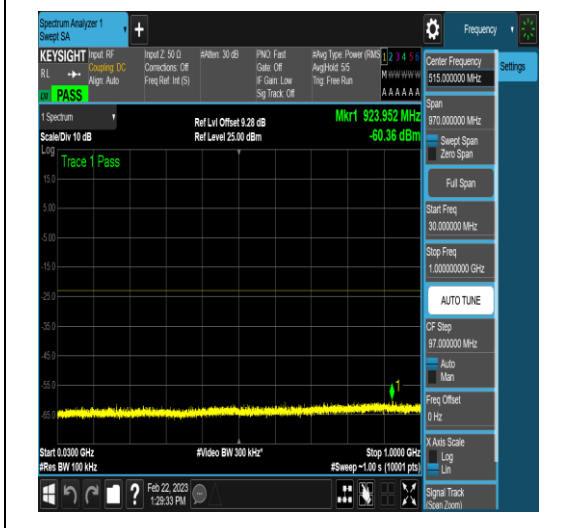 Spectrum Analyzer 1
Swept SA
+
Frequency
KEYSIGHT Input: RF Input Z: 50 Ω #Atten: 30 dB PNO: Fast #Avg Type: Power (RMS 1 2 3 4 5 6
RL Coupling: DC Corrections: Off Gate: Off Avg|Hold: 5/5 M W W W W W
Align: Auto Freq Ref: Int (S) IF Gain: Low Trig: Free Run
PASS Sig Track: Off A A A A A A
1 Spectrum Ref Lvl Offset 9.28 dB Mkr1 923.952 MHz
Scale/Div 10 dB Ref Level 25.00 dBm -60.36 dBm
Log
Trace 1 Pass
15.0
5.00
-5.00
-15.0
-25.0
-35.0
-45.0
-55.0
1
-65.0
Start 0.0300 GHz #Video BW 300 kHz* Stop 1.0000 GHz
#Res BW 100 kHz #Sweep ~1.00 s (10001 pts)
Feb 22, 2023
1:29:33 PM
?
Center Frequency
515.000000 MHz
Settings
Span
970.000000 MHz
Swept Span
Zero Span
Full Span
Start Freq
30.000000 MHz
Stop Freq
1.000000000 GHz
AUTO TUNE
CF Step
97.000000 MHz
Auto
Man
Freq Offset
0 Hz
X Axis Scale
Log
Lin
Signal Track
(Span Zoom)